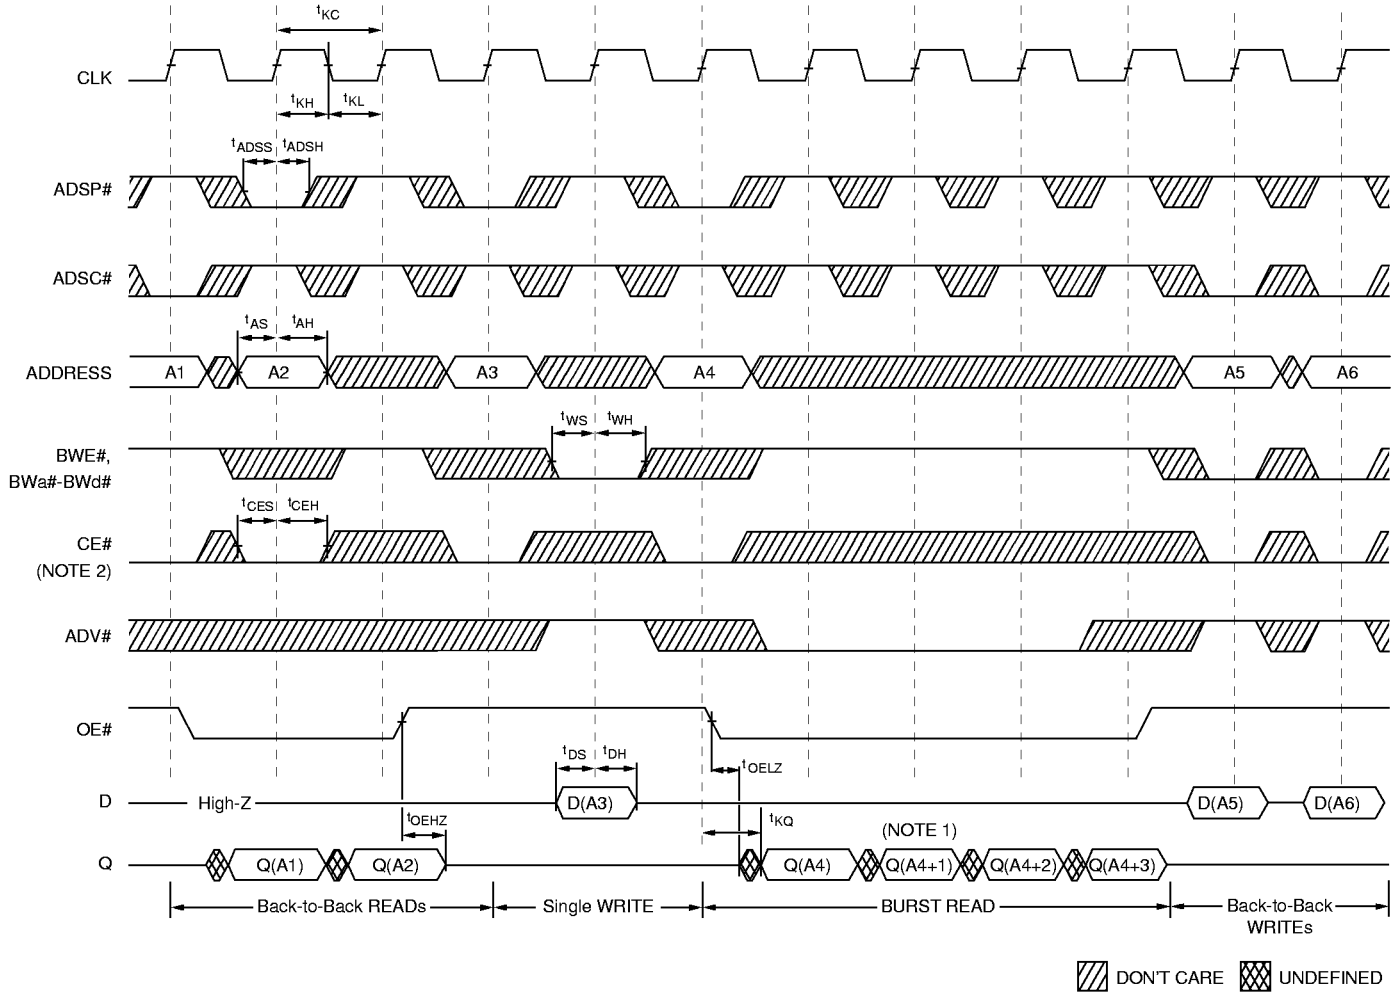 tKC
CLK
tKH
tKL
tADSS
tADSH
ADSP#
ADSC#
tAS
tAH
ADDRESS
A1
A2
A3
A4
A5
A6
tWS
tWH
BWE#,
BWa#-BWd#
tCES
tCEH
CE#
(NOTE 2)
ADV#
OE#
tDS
tDH
tOELZ
D
High-Z
D(A3)
D(A5)
D(A6)
tOEHZ
tKQ
(NOTE 1)
Q
Q(A1)
Q(A2)
Q(A4)
Q(A4+1)
Q(A4+2)
Q(A4+3)
Back-to-Back READs
Single WRITE
BURST READ
Back-to-Back
WRITEs
DON'T CARE
UNDEFINED